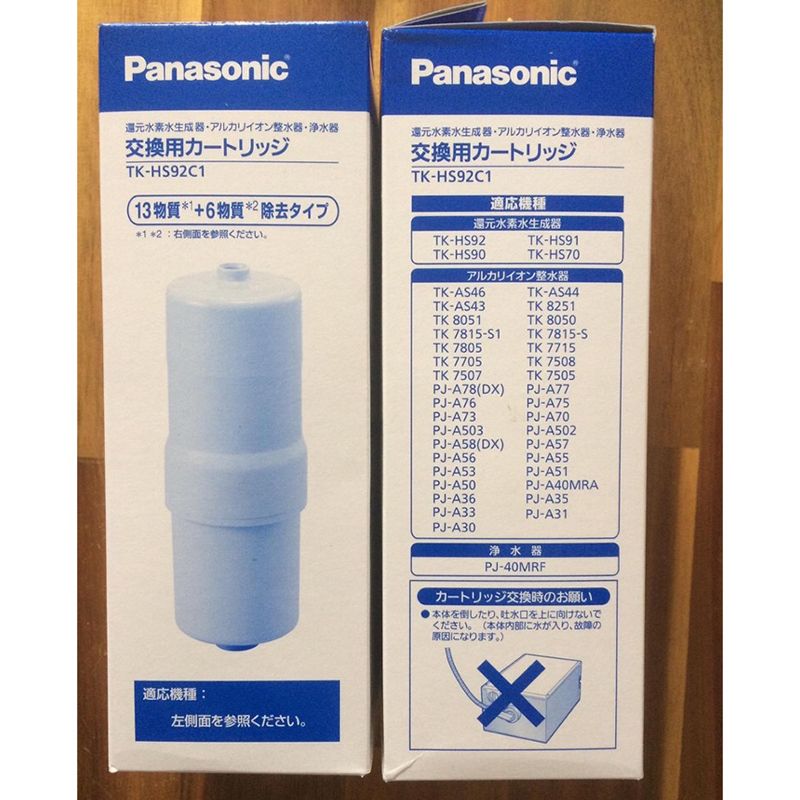 Panasonic
還元水素水生成器・アルカリイオン整水器・浄水器
交換用カートリッジ
TK-HS92C1
13物質*1+6物質*2除去タイプ
*1 *2 : 右側面を参照ください。
適応機種：
左側面を参照ください。
Panasonic
還元水素水生成器・アルカリイオン整水器・浄水器
交換用カートリッジ
TK-HS92C1
適応機種
還元水素水生成器
TK-HS92 TK-HS91
TK-HS90 TK-HS70
アルカリイオン整水器
TK-AS46 TK-AS44
TK-AS43 TK 8251
TK 8051 TK 8050
TK 7815-S1 TK 7815-S
TK 7805 TK 7715
TK 7705 TK 7508
TK 7507 TK 7505
PJ-A78(DX) PJ-A77
PJ-A76 PJ-A75
PJ-A73 PJ-A70
PJ-A503 PJ-A502
PJ-A58(DX) PJ-A57
PJ-A56 PJ-A55
PJ-A53 PJ-A51
PJ-A50 PJ-A40MRA
PJ-A36 PJ-A35
PJ-A33 PJ-A31
PJ-A30
浄水器
PJ-40MRF
カートリッジ交換時のお願い
●本体を倒したり、吐水口を上に向けないで
ください。（本体内部に水が入り、故障の
原因になります。）